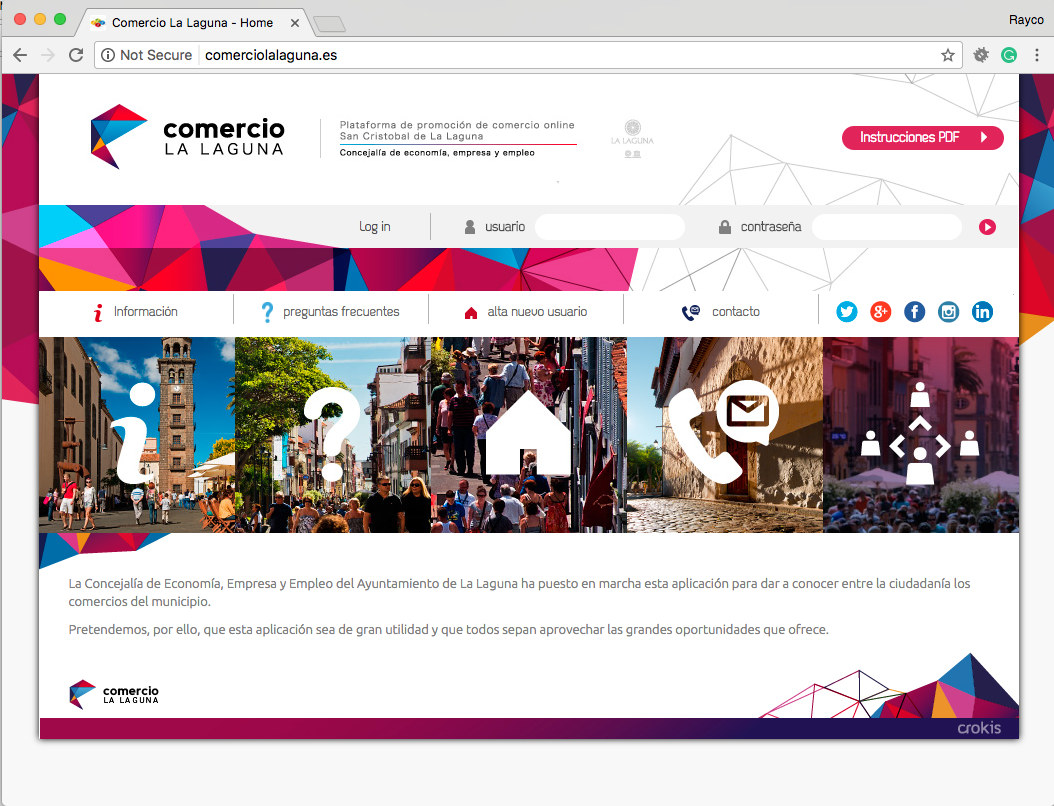 Comercio La Laguna - Home
Rayco
Not Secure
comerciolalaguna.es
comercio
LA LAGUNA
Plataforma de promoción de comercio online
San Cristobal de La Laguna
Concejalía de economía, empresa y empleo
LA LAGUNA
Instrucciones PDF
Log in
usuario
contraseña
Información
preguntas frecuentes
alta nuevo usuario
contacto
La Concejalía de Economía, Empresa y Empleo del Ayuntamiento de La Laguna ha puesto en marcha esta aplicación para dar a conocer entre la ciudadanía los
comercios del municipio.
Pretendemos, por ello, que esta aplicación sea de gran utilidad y que todos sepan aprovechar las grandes oportunidades que ofrece.
comercio
LA LAGUNA
crokis